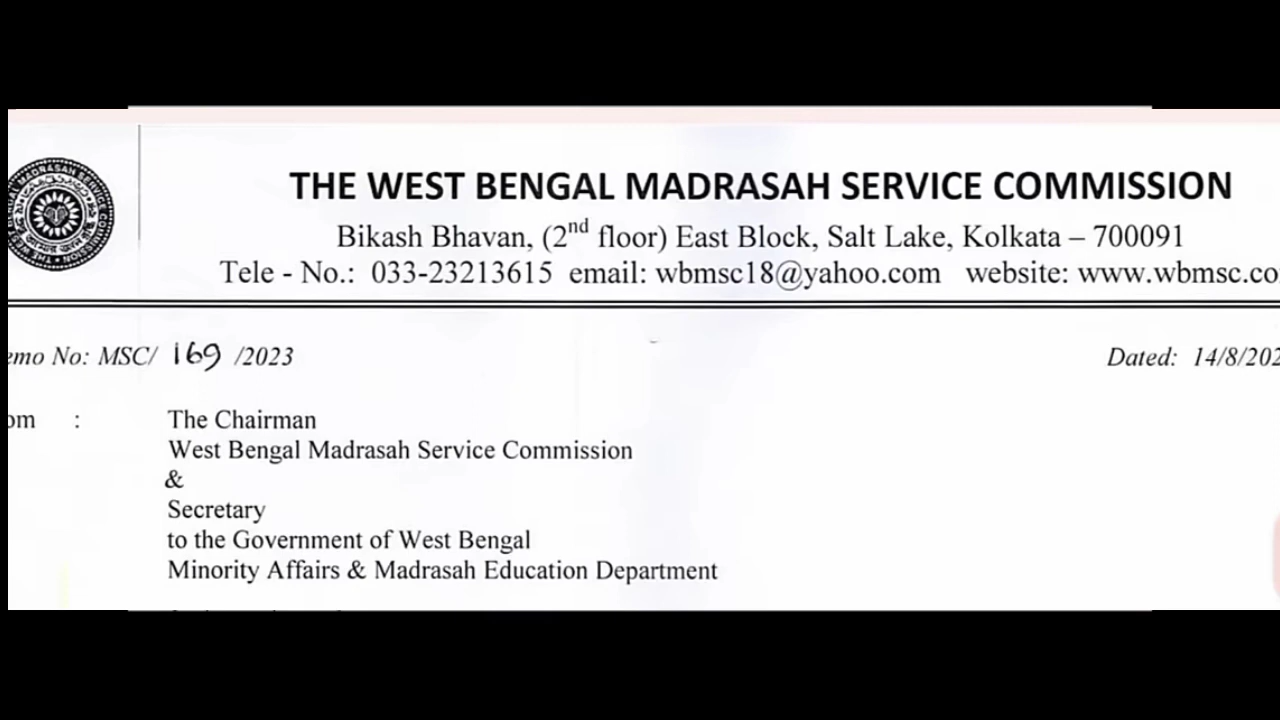 THE WEST BENGAL MADRASAH SERVICE COMMISSION
Bikash Bhavan, (2nd floor) East Block, Salt Lake, Kolkata – 700091
Tele - No.: 033-23213615 email: wbmsc18@yahoo.com website: www.wbmsc.co
emo No: MSC/ 169 /2023
Dated: 14/8/202
om :
The Chairman
West Bengal Madrasah Service Commission
&
Secretary
to the Government of West Bengal
Minority Affairs & Madrasah Education Department